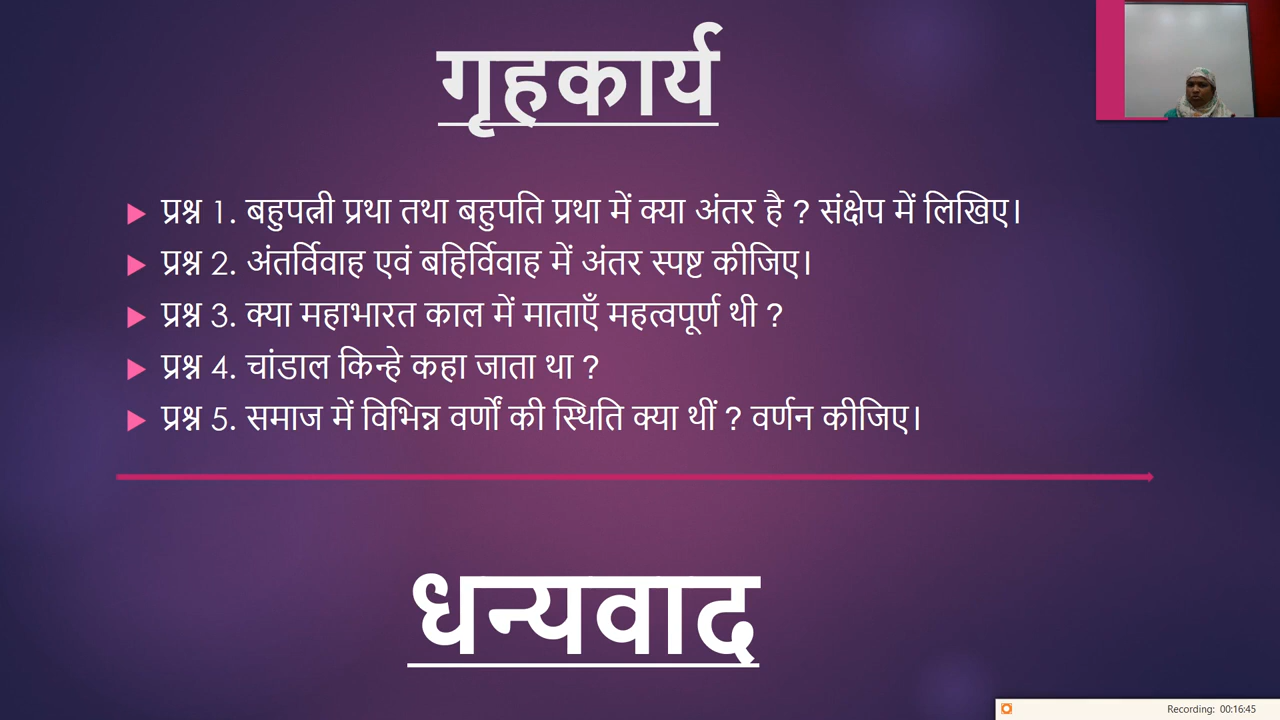 गृहकार्य
प्रश्न 1. बहुपत्नी प्रथा तथा बहुपति प्रथा में क्या अंतर है ? संक्षेप में लिखिए।
प्रश्न 2. अंतर्विवाह एवं बहिर्विवाह में अंतर स्पष्ट कीजिए।
प्रश्न 3. क्या महाभारत काल में माताएँ महत्वपूर्ण थी ?
प्रश्न 4. चांडाल किन्हे कहा जाता था ?
प्रश्न 5. समाज में विभिन्न वर्णों की स्थिति क्या थीं ? वर्णन कीजिए।
धन्यवाद
Recording: 00:16:45